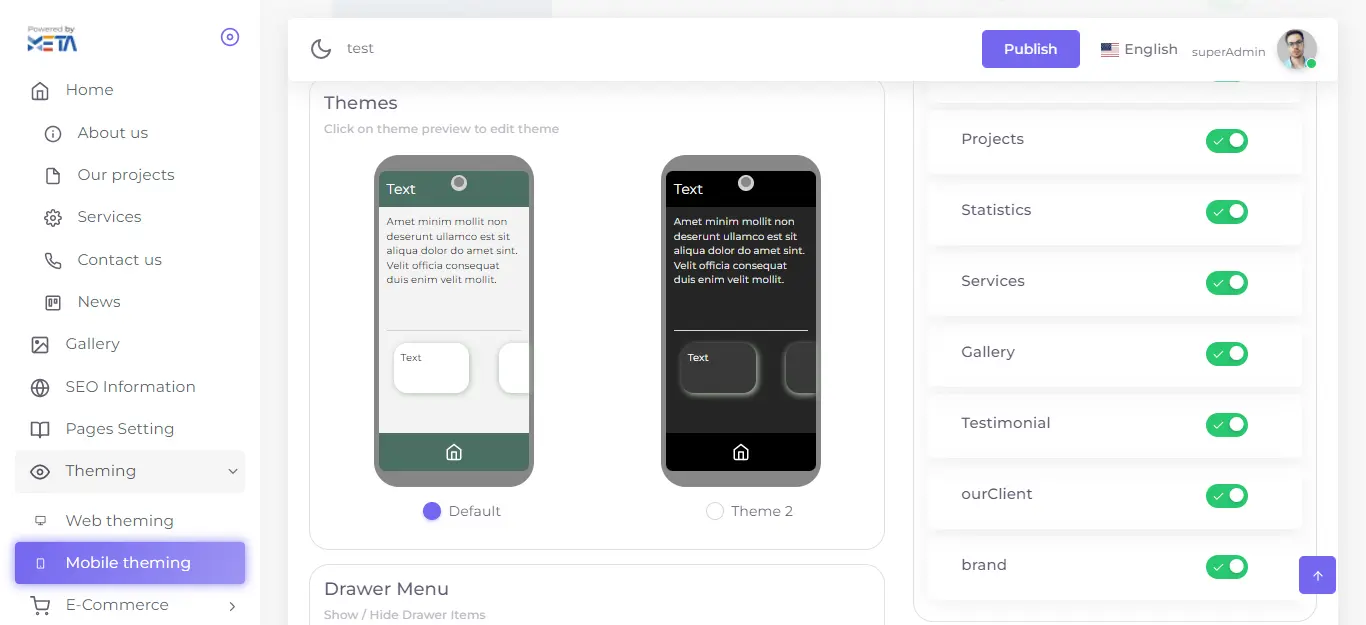 Powered by
META
Home
About us
Our projects
Services
Contact us
News
Gallery
SEO Information
Pages Setting
Theming
Web theming
Mobile theming
E-Commerce
test
Publish
English
superAdmin
Themes
Click on theme preview to edit theme
Text
Amet minim mollit non
deserunt ullamco est sit
aliqua dolor do amet sint.
Velit officia consequat
duis enim velit mollit.
Text
Default
Text
Amet minim mollit non
deserunt ullamco est sit
aliqua dolor do amet sint.
Velit officia consequat
duis enim velit mollit.
Text
Theme 2
Drawer Menu
Show / Hide Drawer Items
Projects
Statistics
Services
Gallery
Testimonial
ourClient
brand